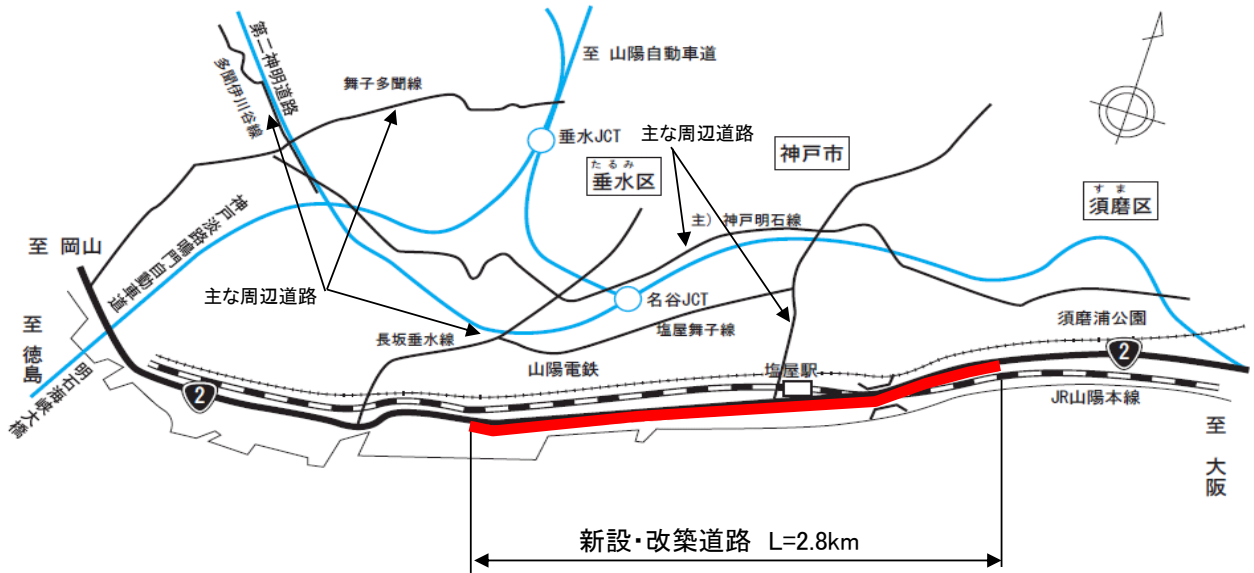 第二神明道路
多聞伊川谷線
舞子多聞線
至 山陽自動車道
垂水JCT
主な周辺道路
神戸市
たるみ
垂水区
すま
須磨区
主) 神戸明石線
神戸淡路鳴門自動車道
至 岡山
主な周辺道路
名谷JCT
塩屋舞子線
長坂垂水線
須磨浦公園
至 徳島
明石海峡大橋
山陽電鉄
塩屋駅
2
2
JR山陽本線
至 大阪
新設・改築道路 L=2.8km